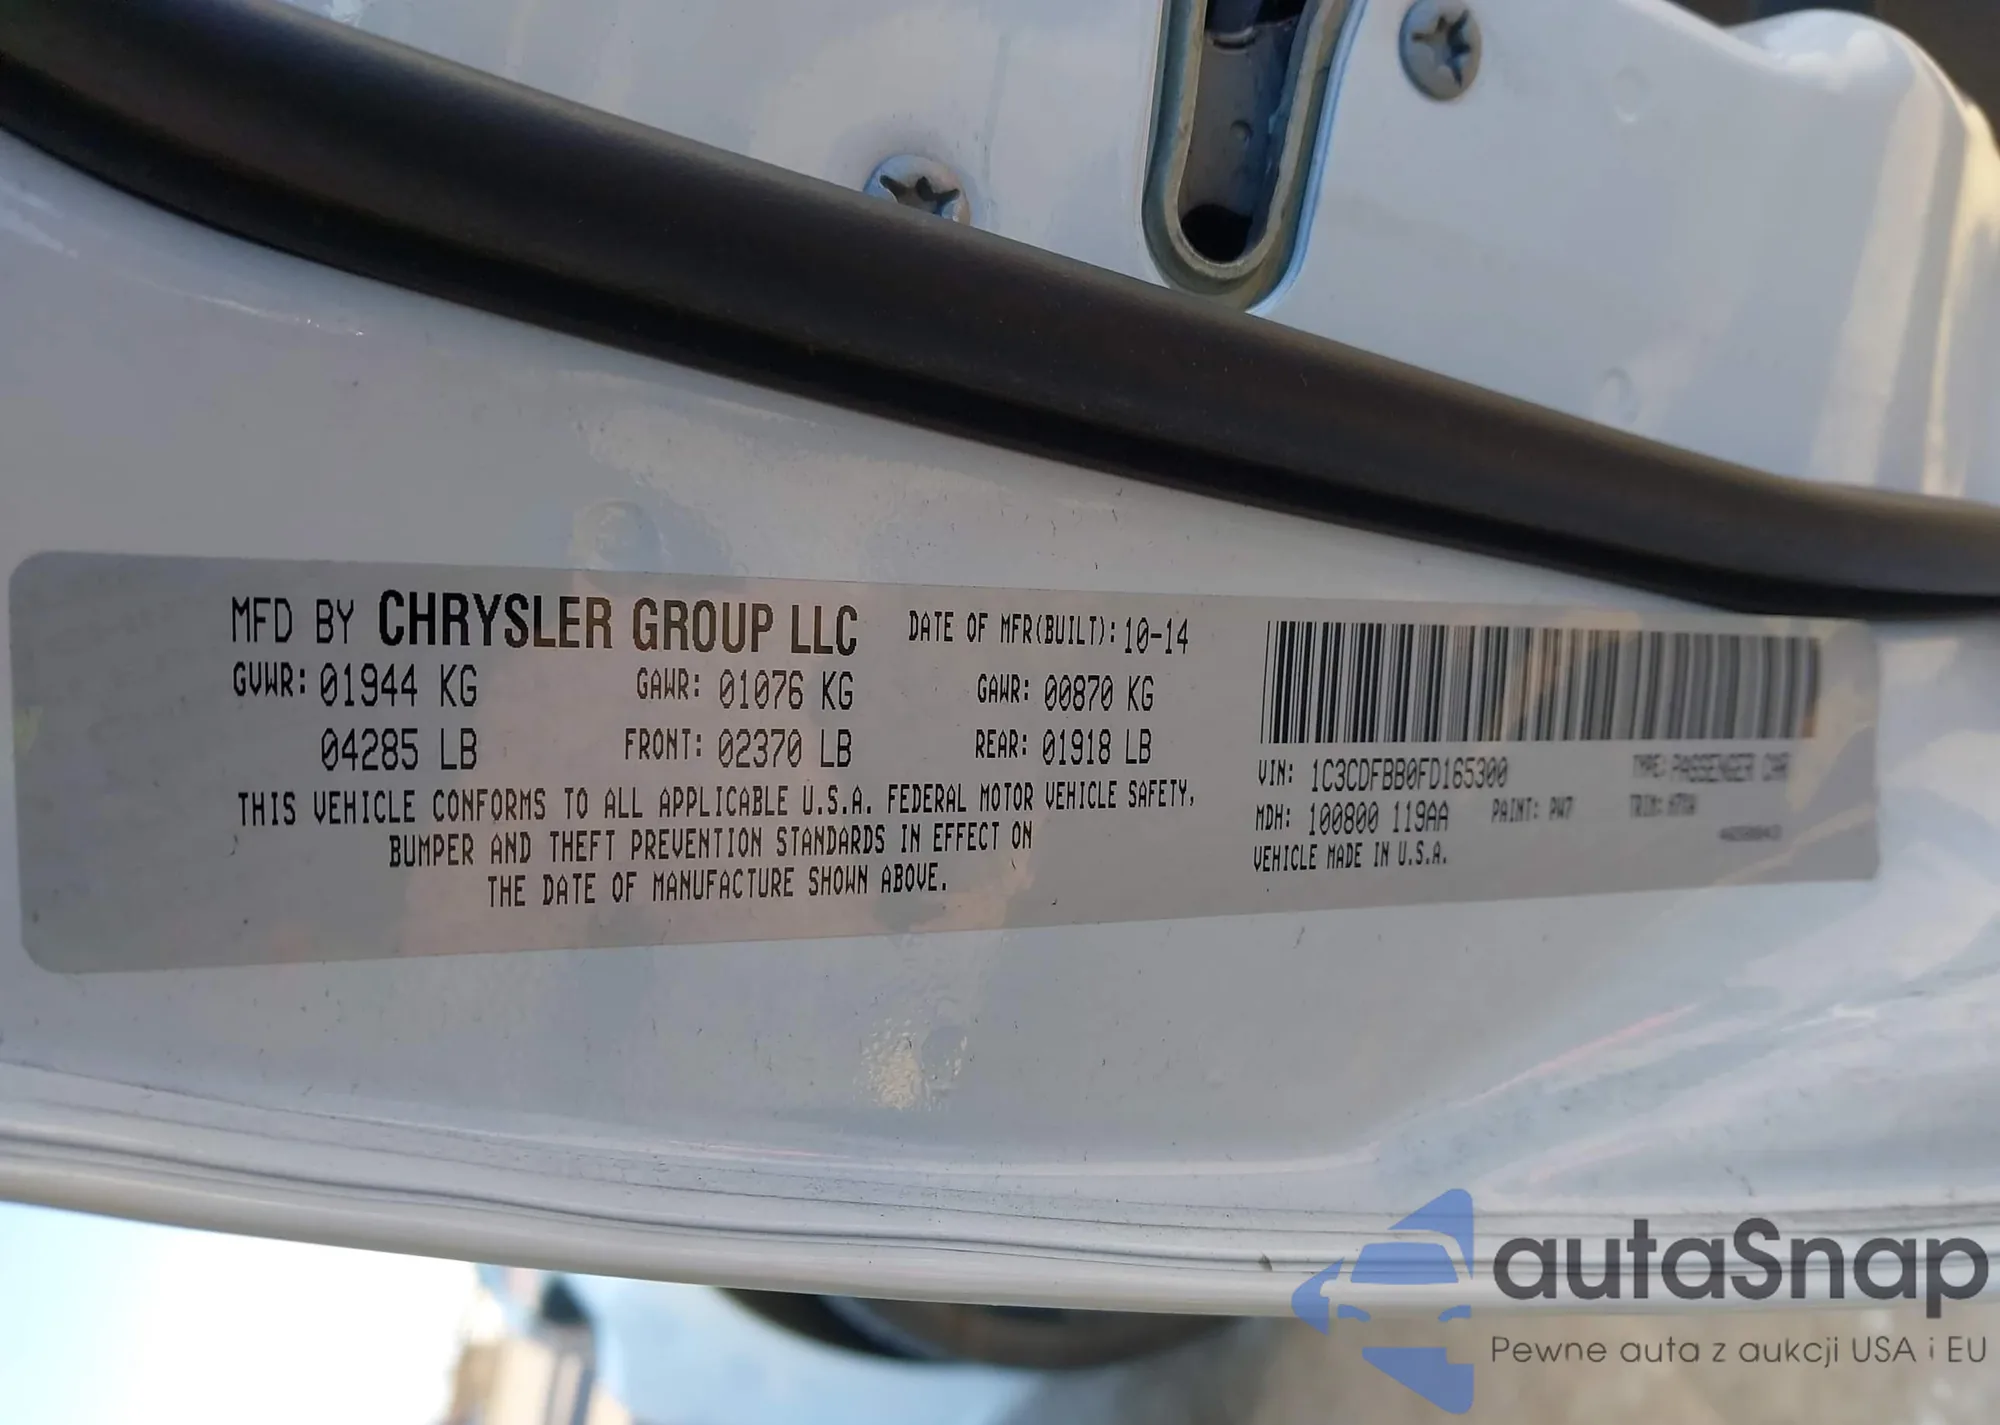 MFD BY CHRYSLER GROUP LLC DATE OF MFR(BUILT): 10-14
GVWR: 01944 KG GAWR: 01076 KG GAWR: 00870 KG
04285 LB FRONT: 02370 LB REAR: 01918 LB
THIS VEHICLE CONFORMS TO ALL APPLICABLE U.S.A. FEDERAL MOTOR VEHICLE SAFETY,
BUMPER AND THEFT PREVENTION STANDARDS IN EFFECT ON
THE DATE OF MANUFACTURE SHOWN ABOVE.
VIN: 1C3CDFBB0FD165300 TYPE: PASSENGER CAR
MDH: 100800 119AA PAINT: PW7 TRIM:
VEHICLE MADE IN U.S.A.
autaSnap
Pewne auta z aukcji USA i EU